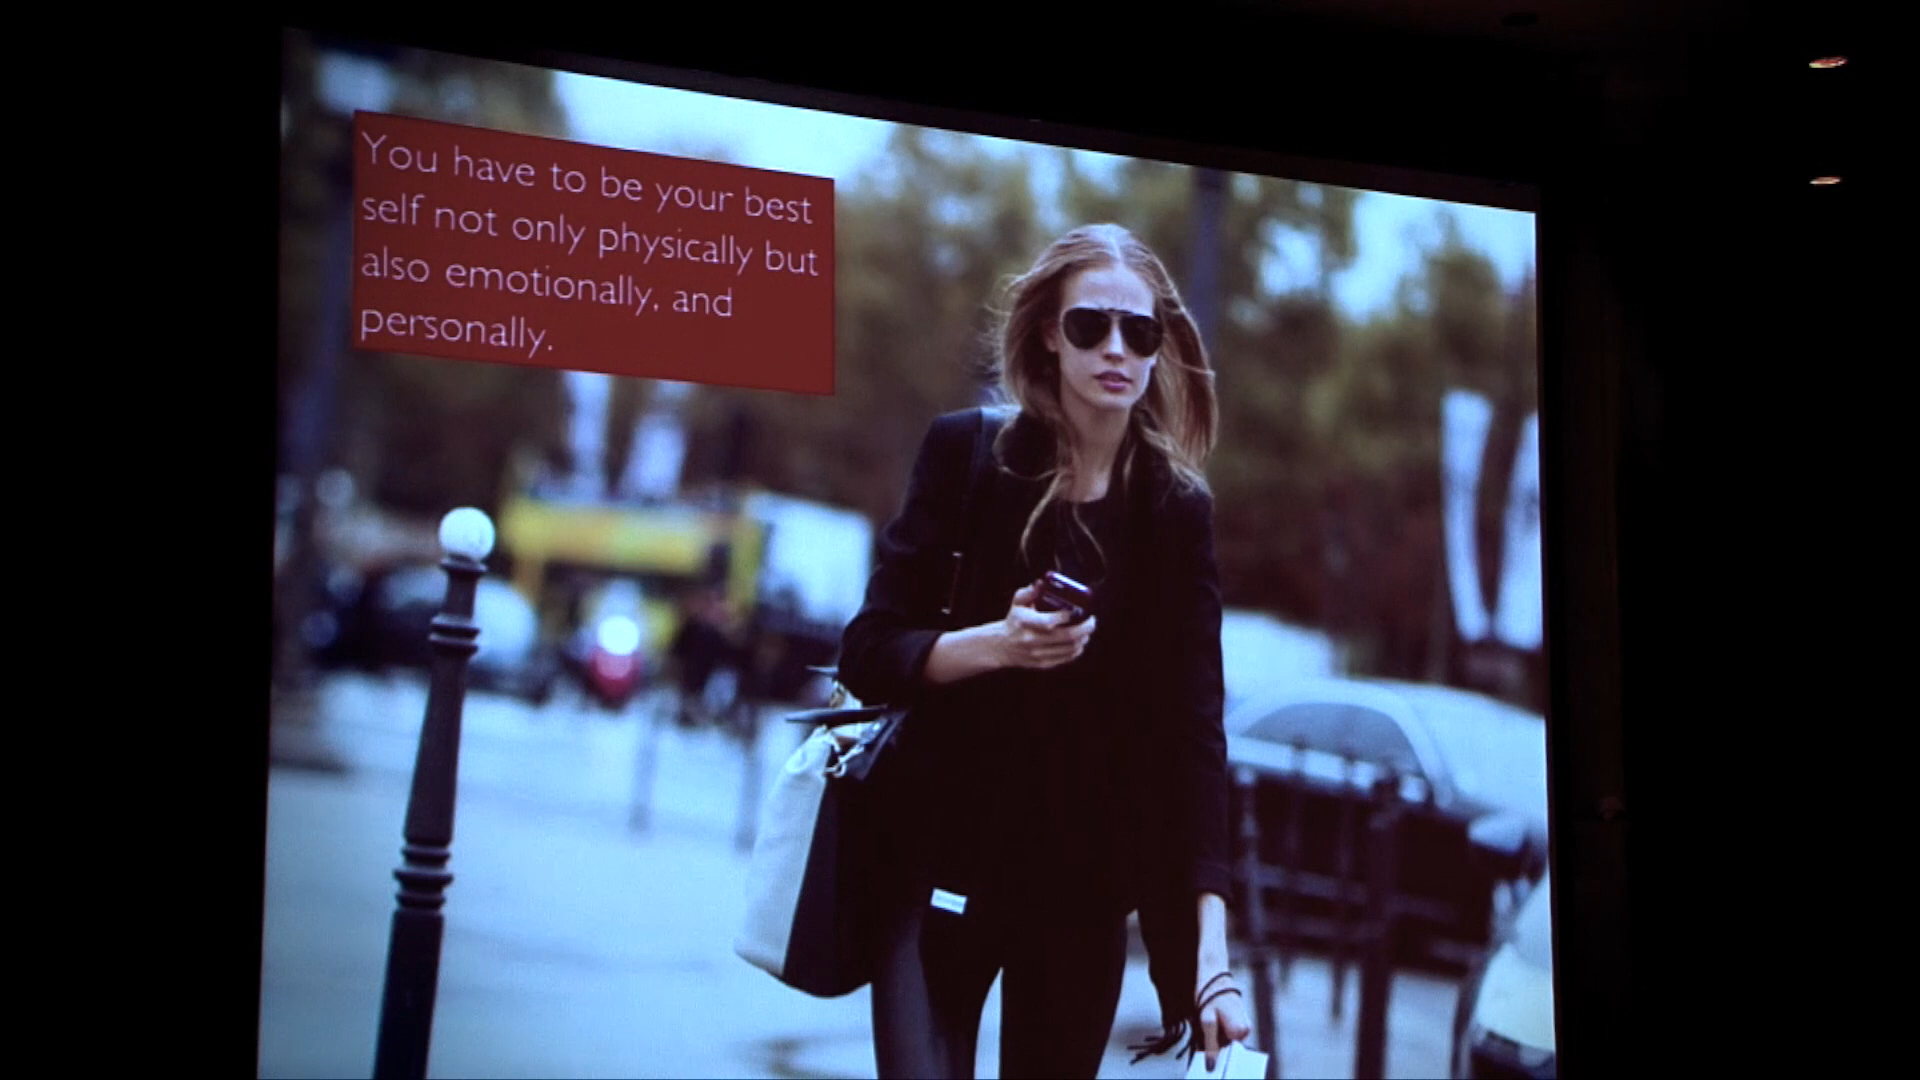 You have to be your best
self not only physically but
also emotionally, and
personally.